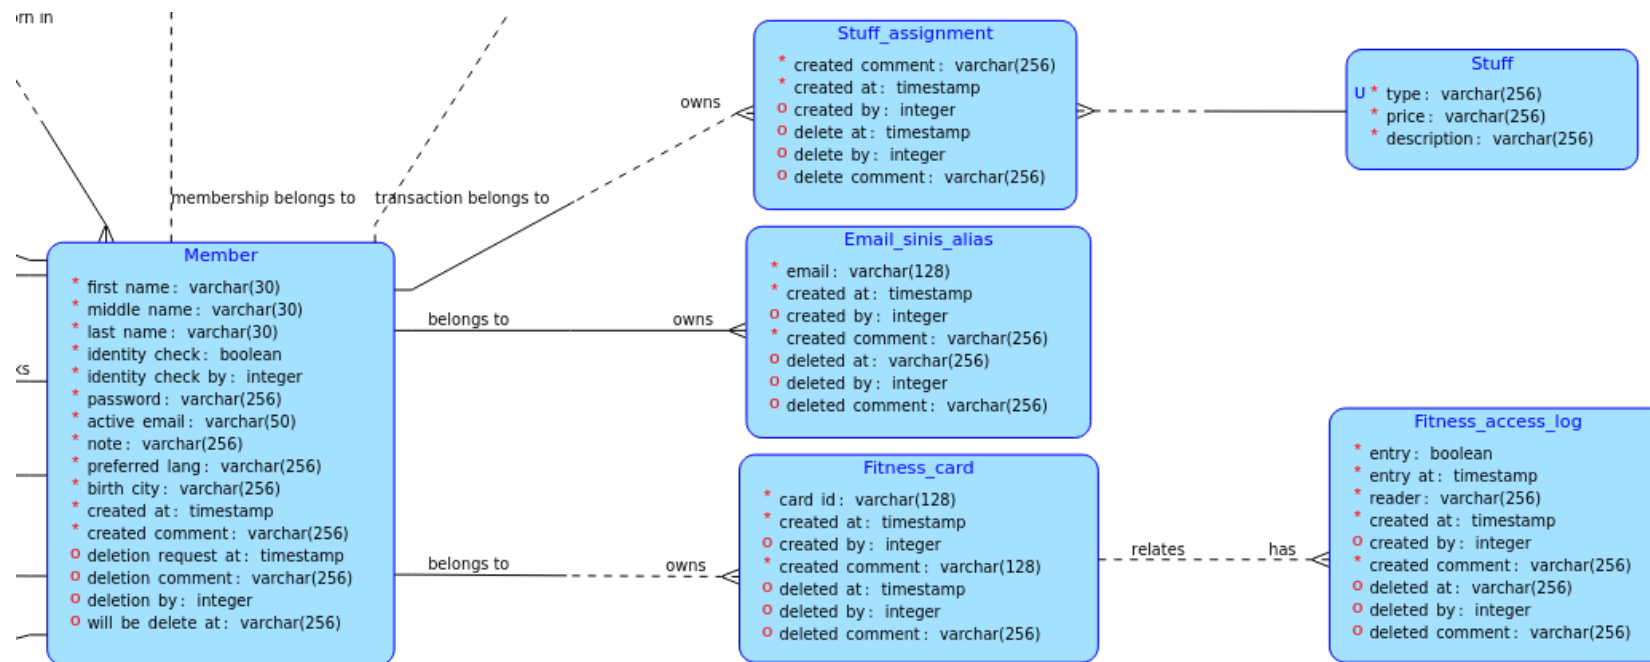 membership belongs to
transaction belongs to
owns
Stuff_assignment
* created comment : varchar(256)
* created at : timestamp
o created by : integer
o delete at : timestamp
o delete by : integer
o delete comment : varchar(256)
Stuff
U * type : varchar(256)
* price : varchar(256)
* description : varchar(256)
Member
* first name : varchar(30)
* middle name : varchar(30)
* last name : varchar(30)
* identity check : boolean
* identity check by : integer
* password : varchar(256)
* active email : varchar(50)
* note : varchar(256)
* preferred lang : varchar(256)
* birth city : varchar(256)
* created at : timestamp
* created comment : varchar(256)
o deletion request at : timestamp
o deletion comment : varchar(256)
o deletion by : integer
o will be delete at : varchar(256)
belongs to
owns
Email_sinis_alias
* email : varchar(128)
* created at : timestamp
o created by : integer
* created comment : varchar(256)
o deleted at : varchar(256)
o deleted by : integer
o deleted comment : varchar(256)
belongs to
owns
Fitness_card
* card id : varchar(128)
* created at : timestamp
o created by : integer
* created comment : varchar(128)
o deleted at : timestamp
o deleted by : integer
o deleted comment : varchar(256)
relates
has
Fitness_access_log
* entry : boolean
* entry at : timestamp
* reader : varchar(256)
* created at : timestamp
o created by : integer
* created comment : varchar(256)
o deleted at : varchar(256)
o deleted by : integer
o deleted comment : varchar(256)